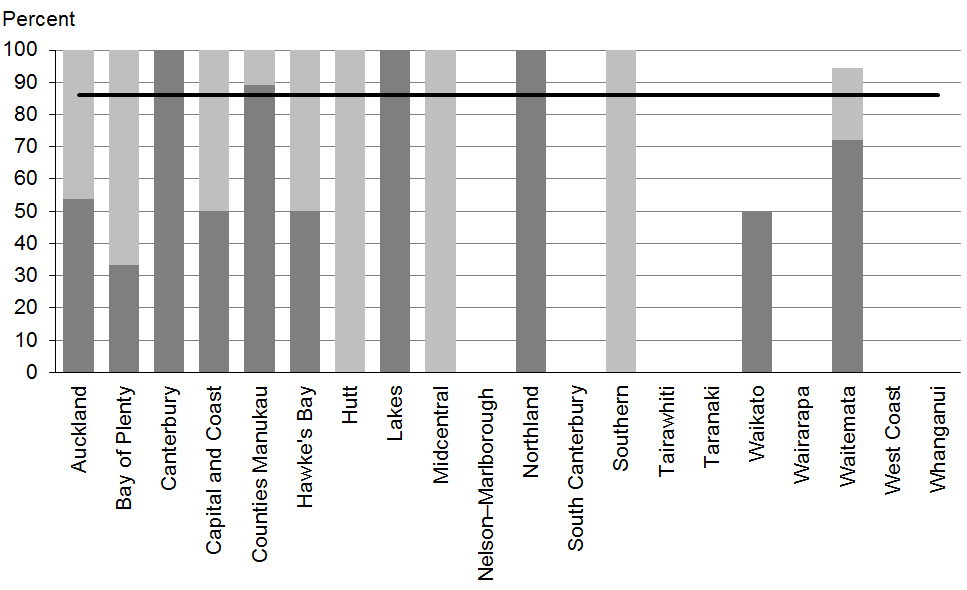 Percent
100
90
80
70
60
50
40
30
20
10
0
Auckland
Bay of Plenty
Canterbury
Capital and Coast
Counties Manukau
Hawke's Bay
Hutt
Lakes
Midcentral
Nelson–Marlborough
Northland
South Canterbury
Southern
Tairawhiti
Taranaki
Waikato
Wairarapa
Waitemata
West Coast
Whanganui